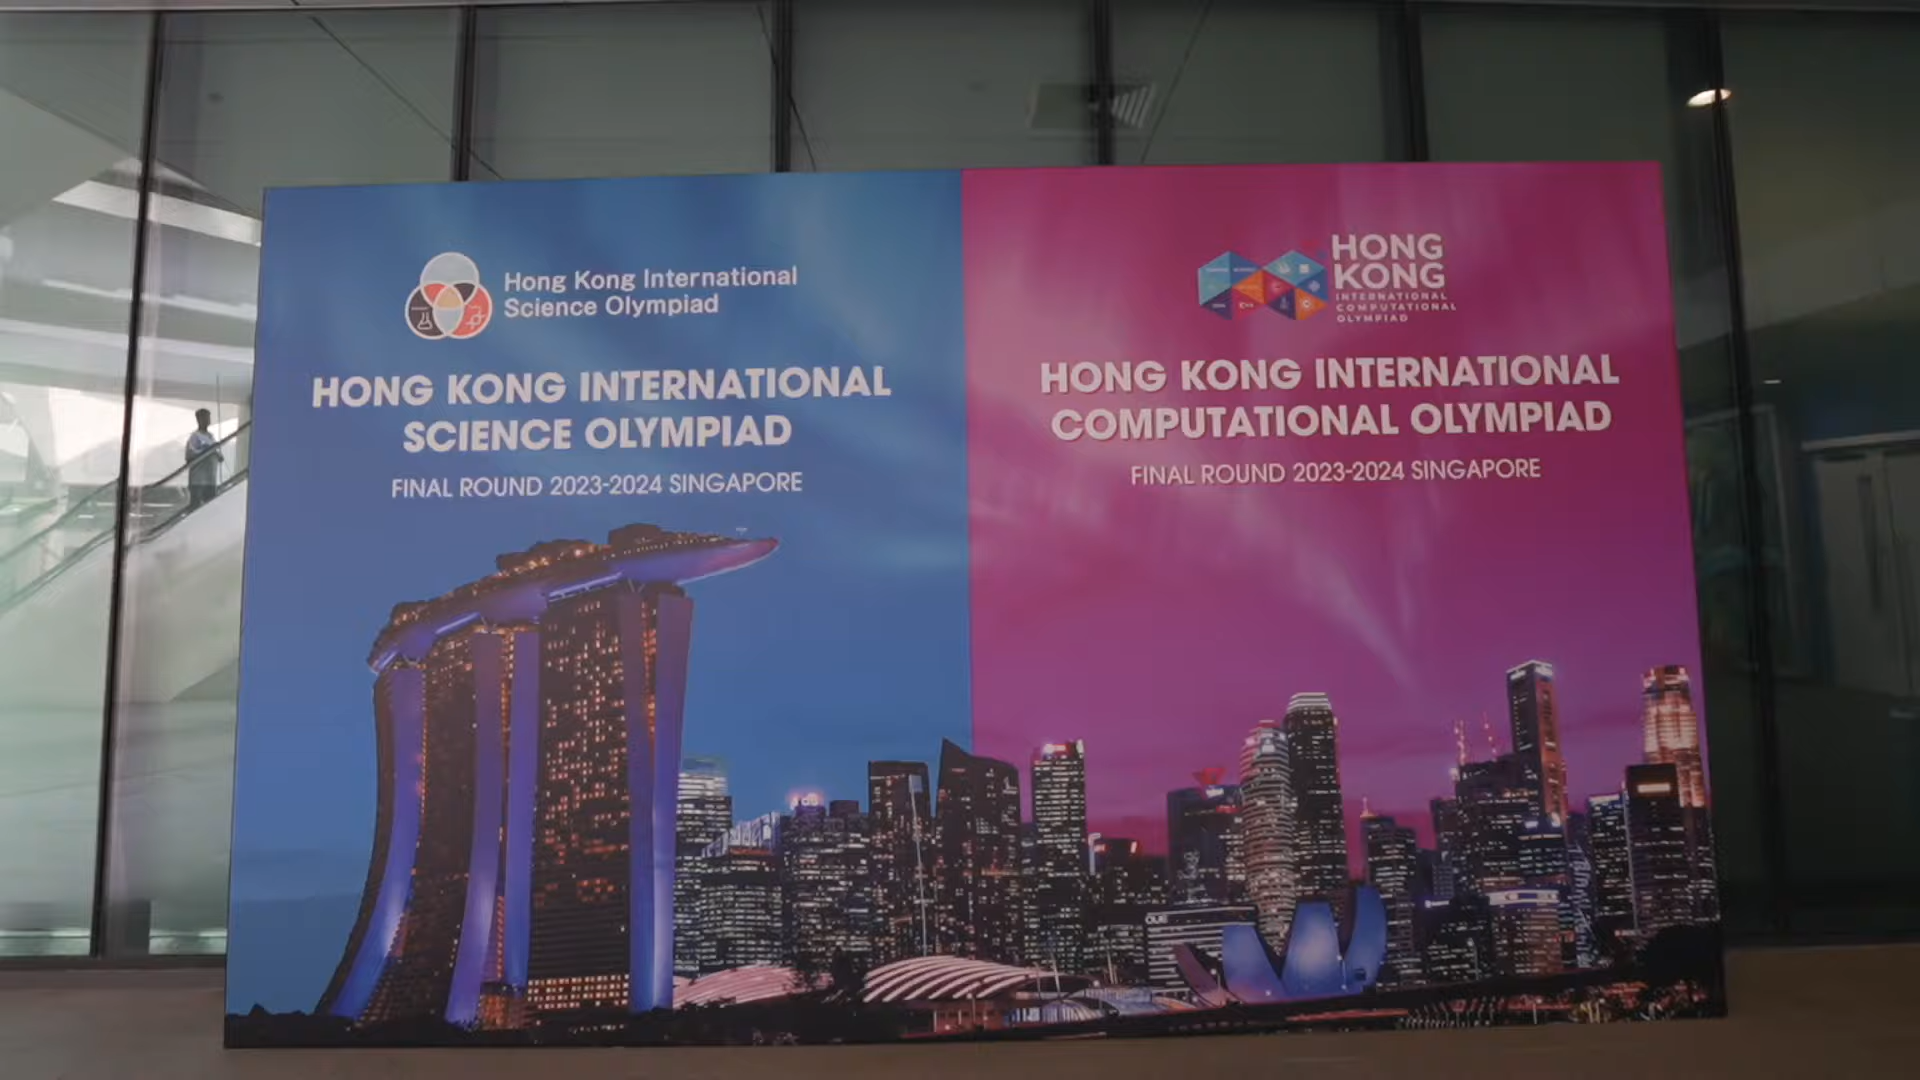 Hong Kong International
Science Olympiad
HONG KONG INTERNATIONAL
SCIENCE OLYMPIAD
FINAL ROUND 2023-2024 SINGAPORE
HONG
KONG
INTERNATIONAL
COMPUTATIONAL
OLYMPIAD
HONG KONG INTERNATIONAL
COMPUTATIONAL OLYMPIAD
FINAL ROUND 2023-2024 SINGAPORE
OUE